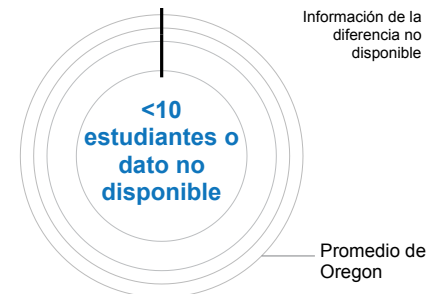 Información de la
diferencia no
disponible
<10
estudiantes o
dato no
disponible
Promedio de
Oregon